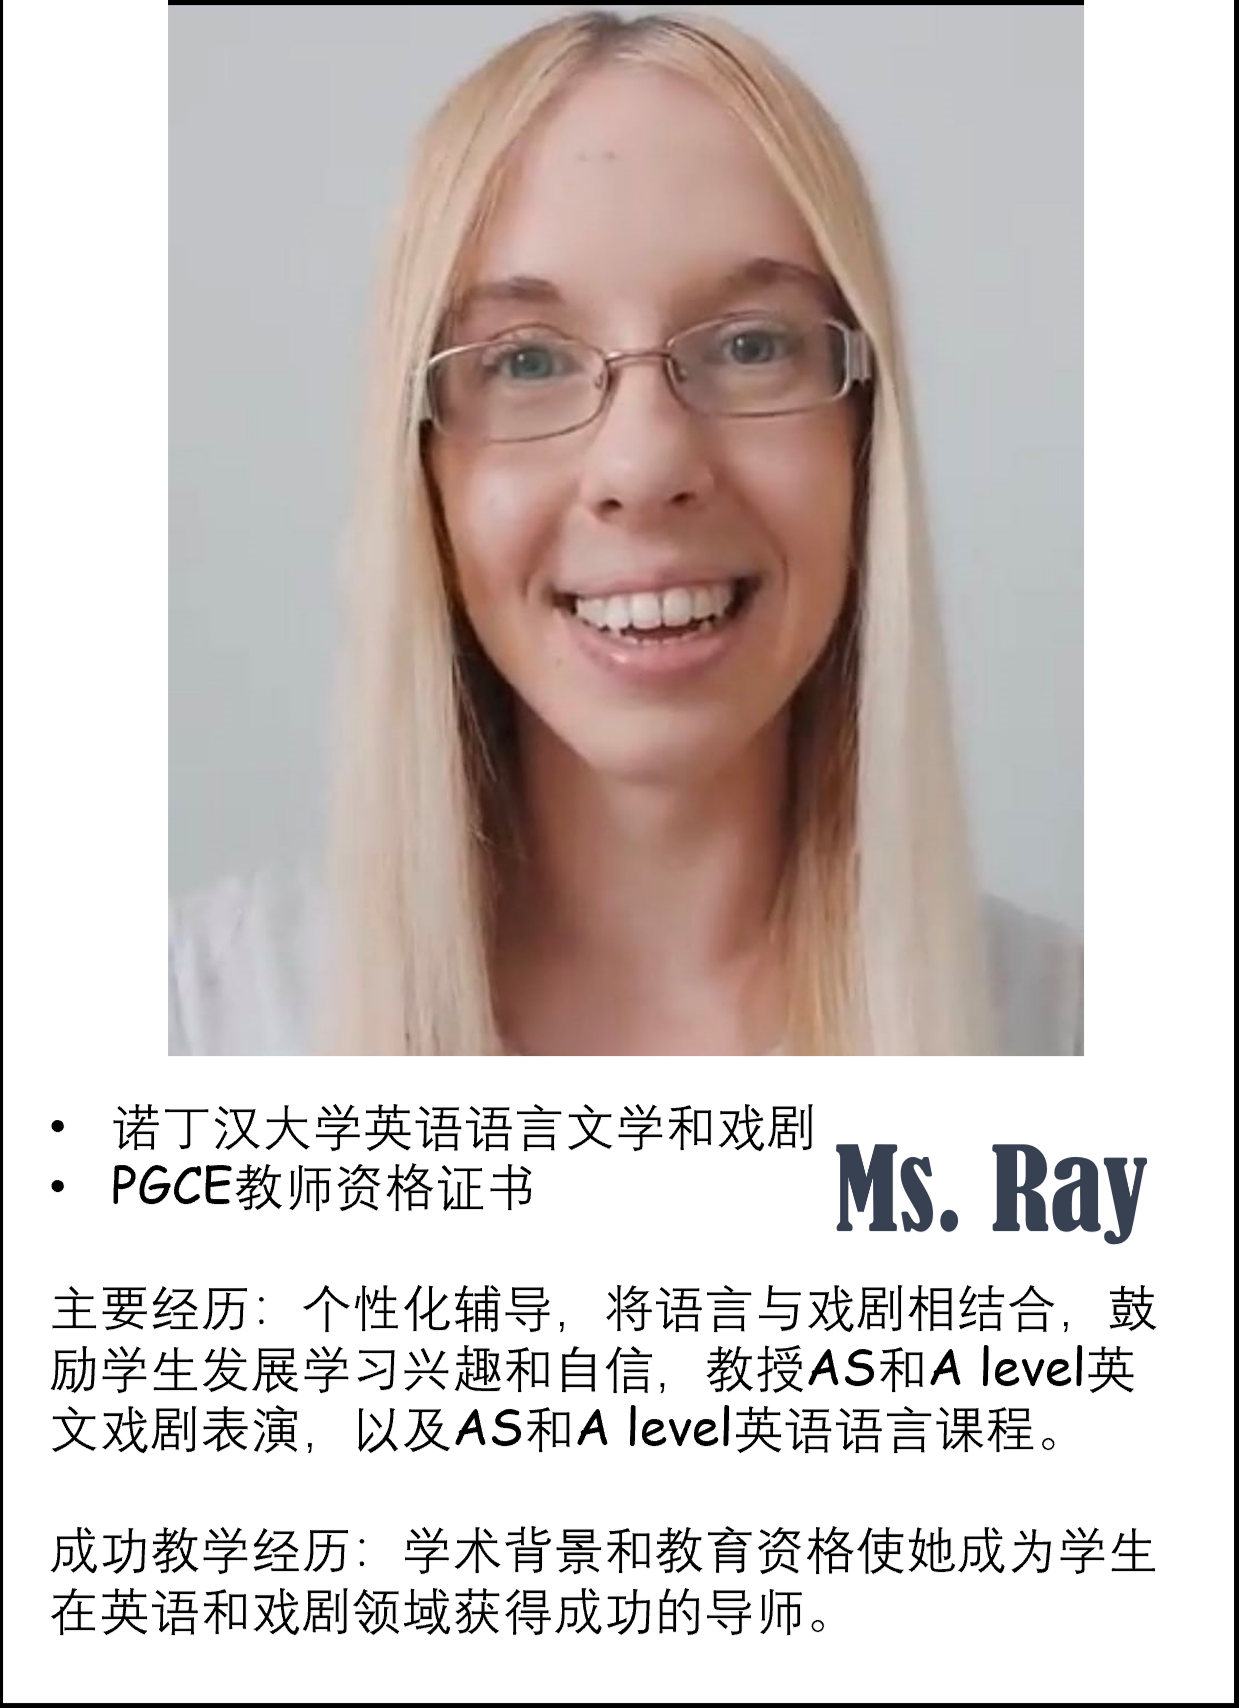 • 诺丁汉大学英语语言文学和戏剧
• PGCE教师资格证书
Ms. Ray
主要经历：个性化辅导，将语言与戏剧相结合，鼓
励学生发展学习兴趣和自信，教授AS和A level英
文戏剧表演，以及AS和A level英语语言课程。
成功教学经历：学术背景和教育资格使她成为学生
在英语和戏剧领域获得成功的导师。